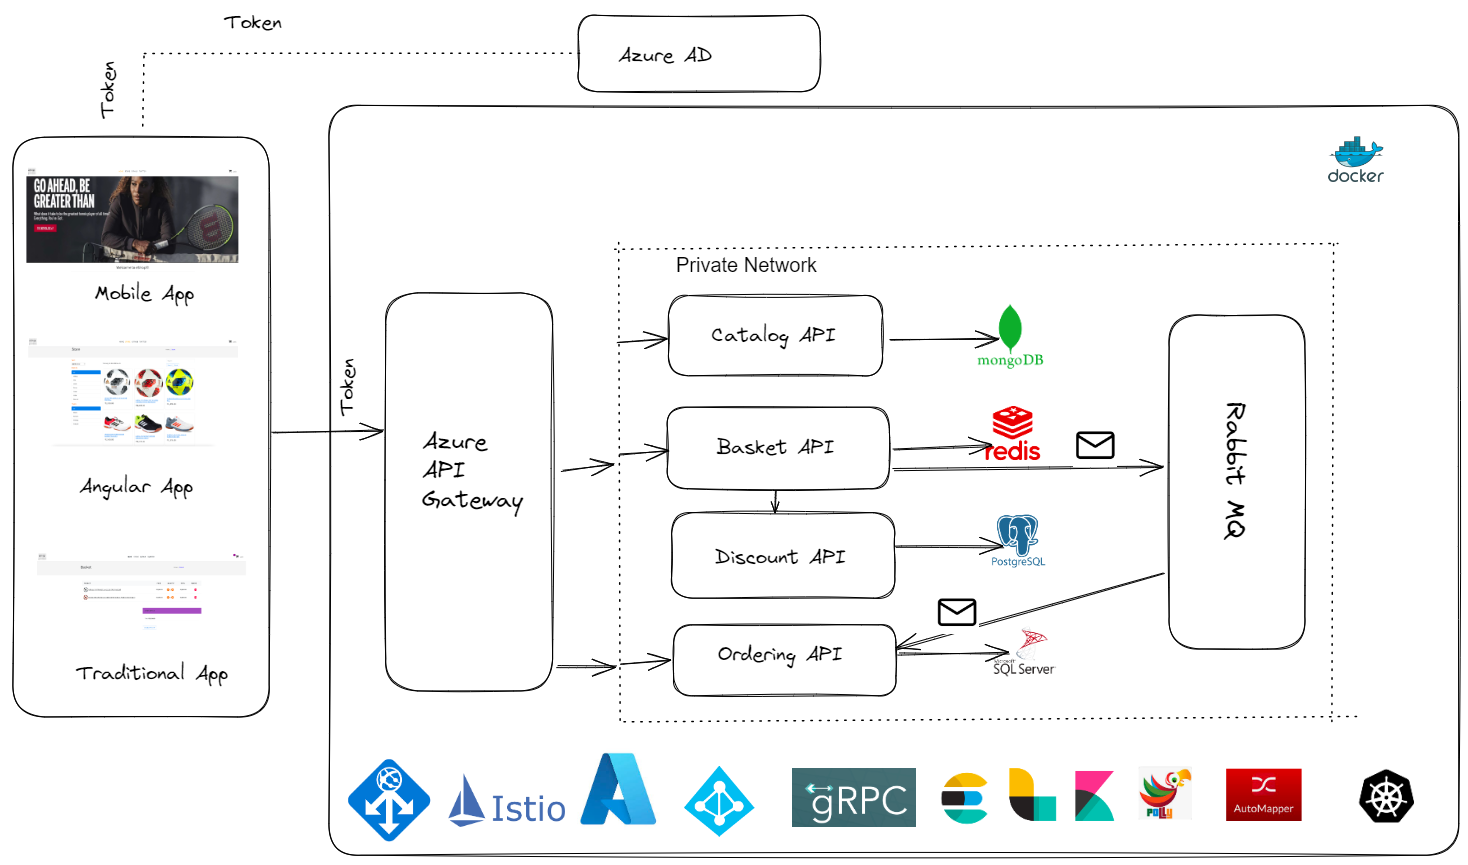 Token
Azure AD
Token
docker
GO AHEAD, BE
GREATER THAN
Mobile App
Private Network
Catalog API
mongoDB
Token
Azure
API
Gateway
Basket API
redis
Rabbit MQ
Angular App
Discount API
PostgreSQL
Ordering API
Microsoft
SQL Server
Traditional App
Istio
gRPC
Polly
AutoMapper